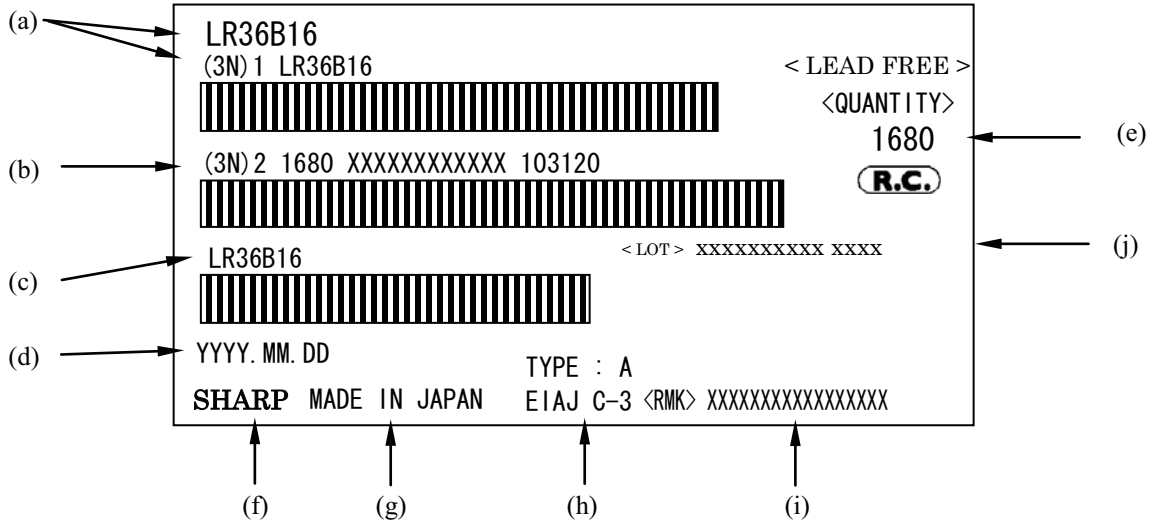 (a)
LR36B16
(3N)1 LR36B16
< LEAD FREE >
<QUANTITY>
1680
(e)
(b)
(3N)2 1680 XXXXXXXXXXXX 103120
R.C.
<LOT> XXXXXXXXXX XXXX
(j)
(c)
LR36B16
(d)
YYYY.MM.DD
TYPE : A
SHARP MADE IN JAPAN EIAJ C-3 <RMK> XXXXXXXXXXXXXXXXX
(f) (g) (h) (i)